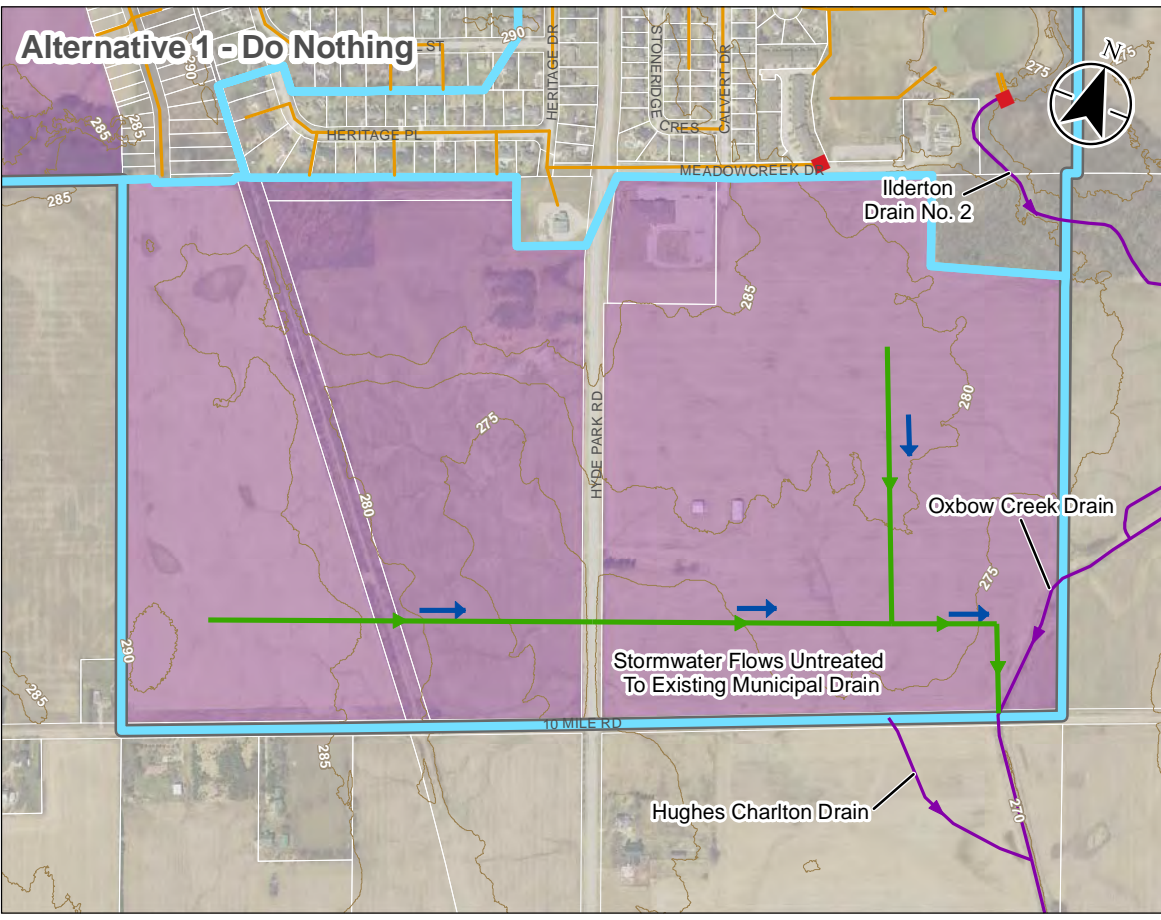 Alternative 1 - Do Nothing
ST
290
HERITAGE DR
STONERIDGE
CRES
CALVERT DR
275
N
290
285
285
HERITAGE PL
MEADOWCREEK DR
Ilderton
Drain No. 2
285
285
275
280
HYDE PARK RD
280
Oxbow Creek Drain
275
290
285
Stormwater Flows Untreated
To Existing Municipal Drain
10 MILE RD
285
Hughes Charlton Drain
270